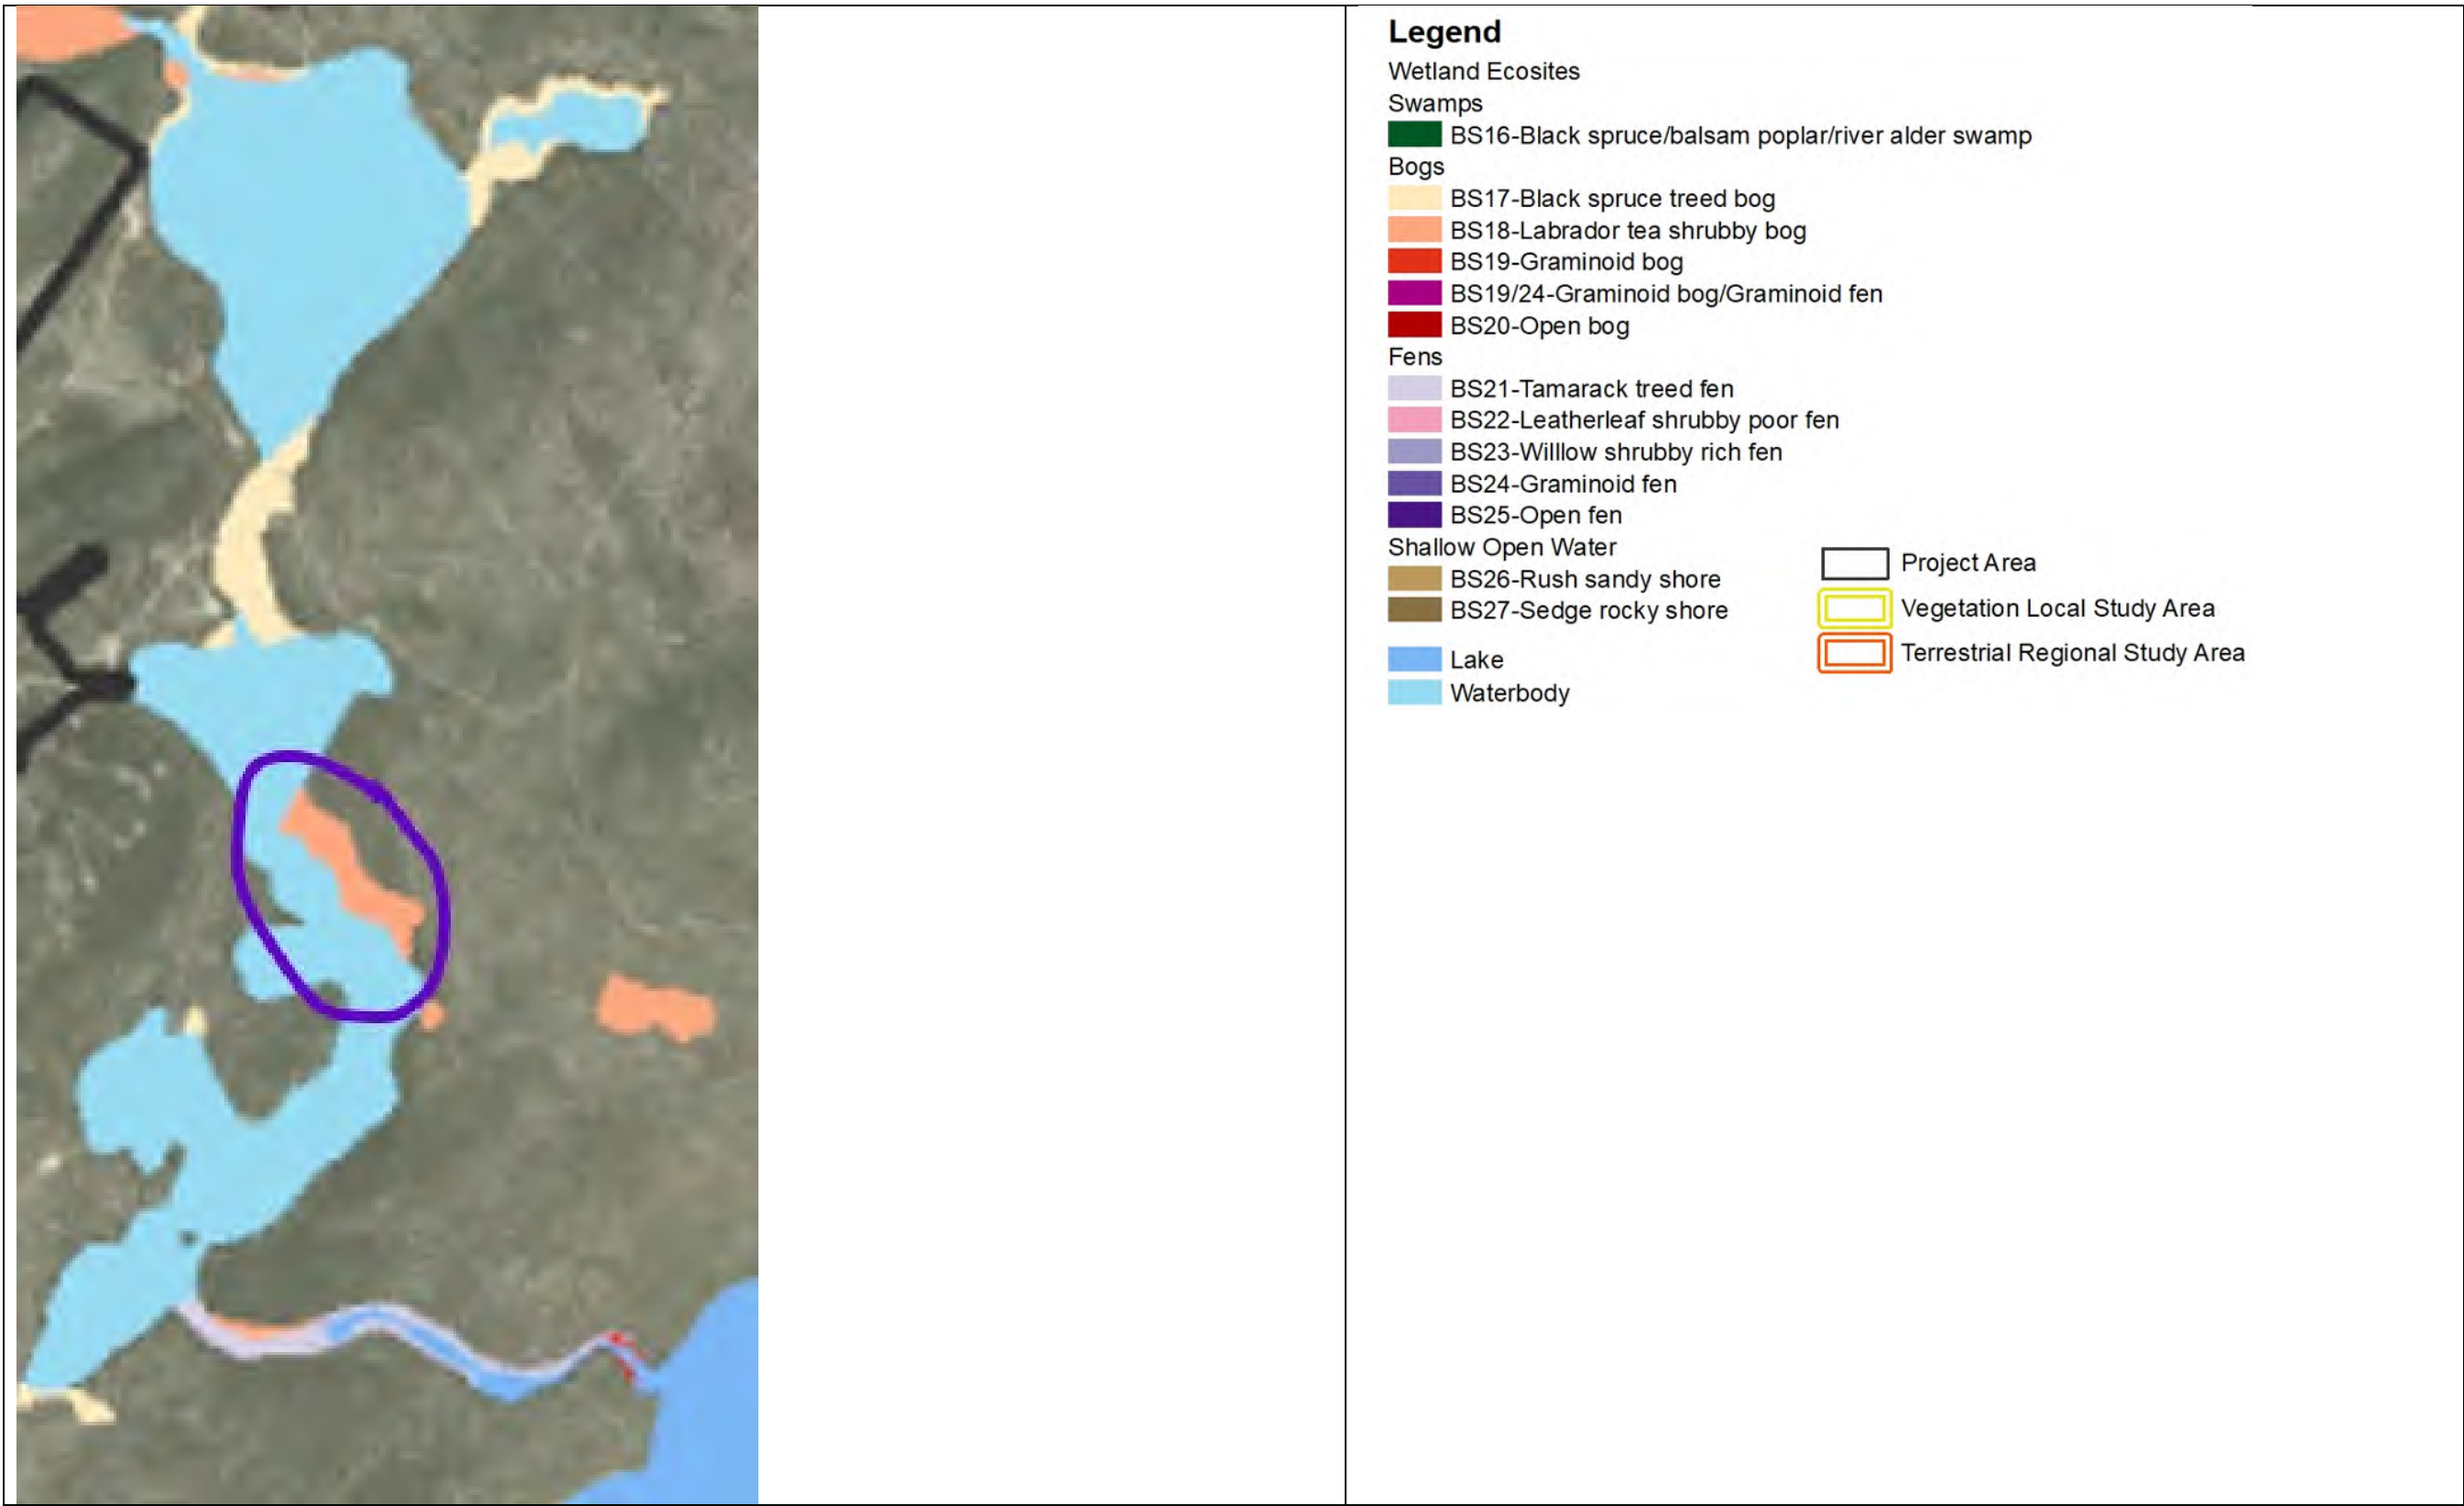 Legend
Wetland Ecosites
Swamps
BS16-Black spruce/balsam poplar/river alder swamp
Bogs
BS17-Black spruce treed bog
BS18-Labrador tea shrubby bog
BS19-Graminoid bog
BS19/24-Graminoid bog/Graminoid fen
BS20-Open bog
Fens
BS21-Tamarack treed fen
BS22-Leatherleaf shrubby poor fen
BS23-Willlow shrubby rich fen
BS24-Graminoid fen
BS25-Open fen
Shallow Open Water
BS26-Rush sandy shore
BS27-Sedge rocky shore
Lake
Waterbody
Project Area
Vegetation Local Study Area
Terrestrial Regional Study Area